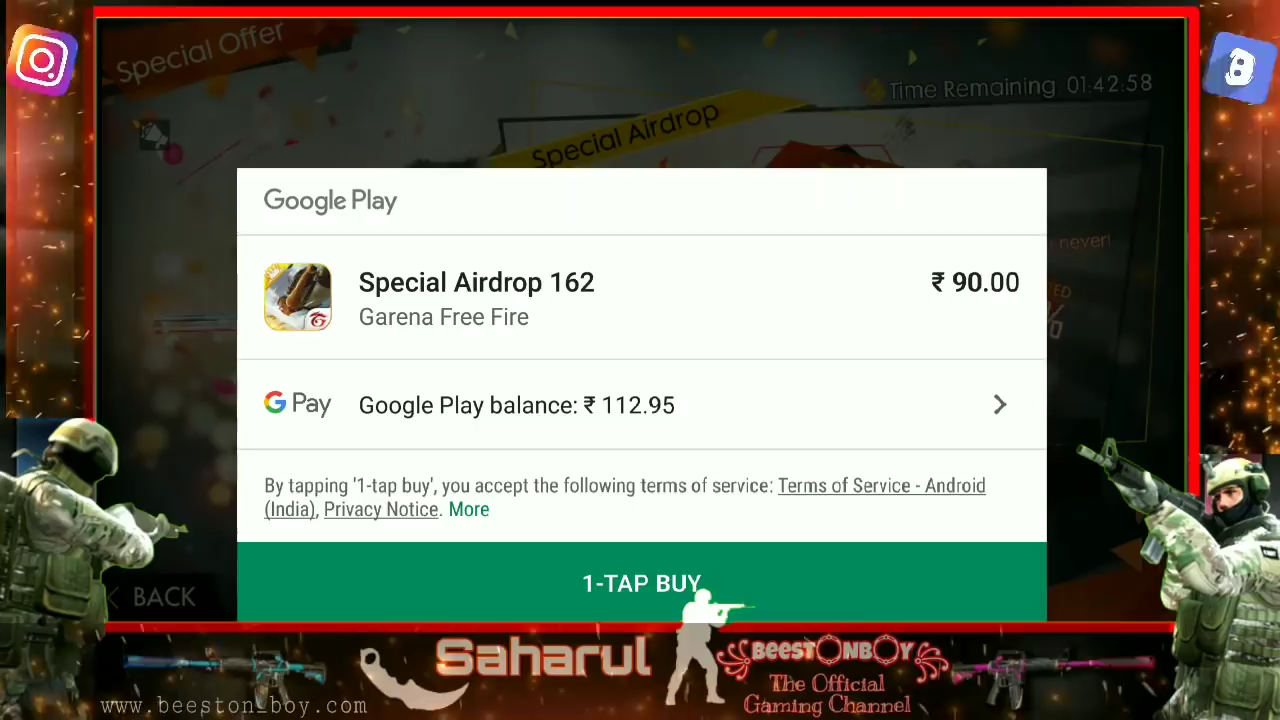 Special Offer
Time Remaining 01:42:58
Special Airdrop
Google Play
never!
Special Airdrop 162
₹ 90.00
Garena Free Fire
%
G Pay
Google Play balance: ₹ 112.95
By tapping '1-tap buy', you accept the following terms of service: Terms of Service - Android
(India), Privacy Notice. More
1-TAP BUY
BACK
Saharul
BEESTONBOY
The Official
Gaming Channel
www.beeston_boy.com